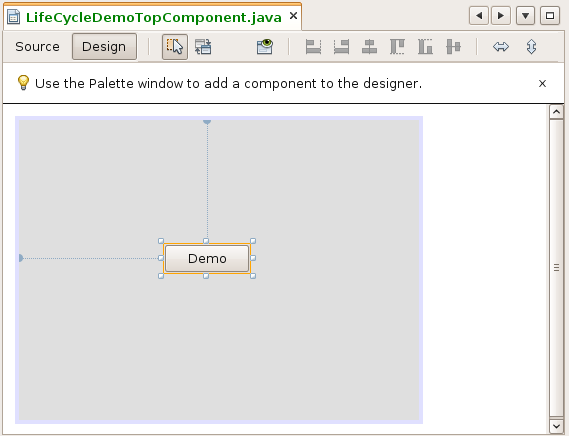 LifeCycleDemoTopComponent.java
Source Design
Use the Palette window to add a component to the designer.
Demo